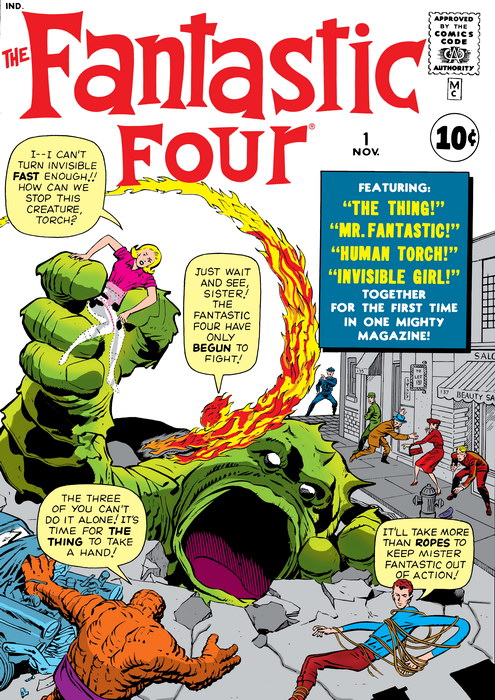 IND.
THE
Fantastic
Four®
APPROVED
BY THE
COMICS
CODE
CA
AUTHORITY
M
C
1
NOV.
10¢
I--I CAN'T
TURN INVISIBLE
FAST ENOUGH!!
HOW CAN WE
STOP THIS
CREATURE,
TORCH?
JUST WAIT
AND SEE,
SISTER!
THE
FANTASTIC
FOUR HAVE
ONLY
BEGUN TO
FIGHT!
FEATURING:
"THE THING!"
"MR. FANTASTIC!"
"HUMAN TORCH!"
"INVISIBLE GIRL!"
TOGETHER
FOR THE FIRST TIME
IN ONE MIGHTY
MAGAZINE!
BEAUTY SA
THE THREE
OF YOU CAN'T
DO IT ALONE! IT'S
TIME FOR THE
THING TO TAKE
A HAND!
IT'LL TAKE MORE
THAN ROPES TO
KEEP MISTER
FANTASTIC OUT
OF ACTION!